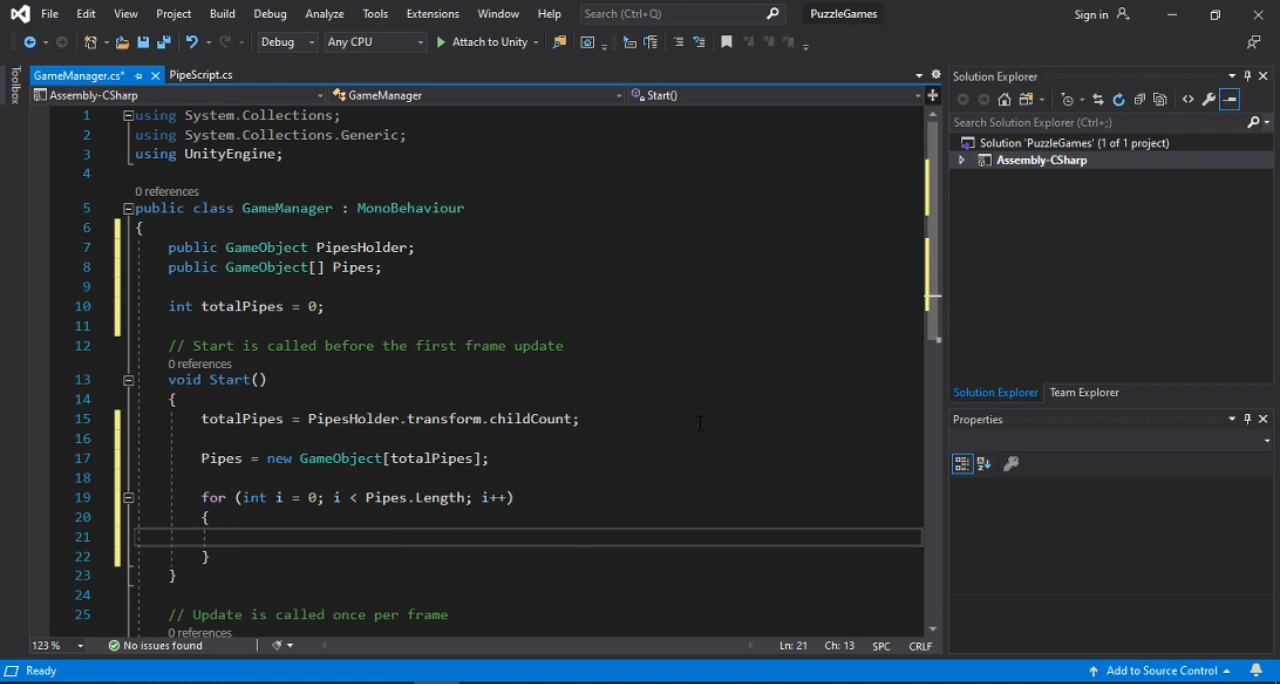 File Edit View Project Build Debug Analyze Tools Extensions Window Help Search (Ctrl+Q) PuzzleGames Sign in
Debug Any CPU Attach to Unity
Toolbox
GameManager.cs* PipeScript.cs
Assembly-CSharp GameManager Start()
1 using System.Collections;
2 using System.Collections.Generic;
3 using UnityEngine;
4
0 references
5 public class GameManager : MonoBehaviour
6 {
7 public GameObject PipesHolder;
8 public GameObject[] Pipes;
9
10 int totalPipes = 0;
11
12 // Start is called before the first frame update
0 references
13 void Start()
14 {
15 totalPipes = PipesHolder.transform.childCount;
16
17 Pipes = new GameObject[totalPipes];
18
19 for (int i = 0; i < Pipes.Length; i++)
20 {
21
22 }
23 }
24
25 // Update is called once per frame
0 references
123 % No issues found Ln: 21 Ch: 13 SPC CRLF
Solution Explorer
Search Solution Explorer (Ctrl+;)
Solution 'PuzzleGames' (1 of 1 project)
Assembly-CSharp
Solution Explorer Team Explorer
Properties
Ready Add to Source Control